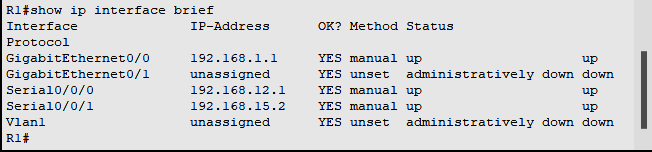 R1#show ip interface brief
Interface IP-Address OK? Method Status
Protocol
GigabitEthernet0/0 192.168.1.1 YES manual up up
GigabitEthernet0/1 unassigned YES unset administratively down down
Serial0/0/0 192.168.12.1 YES manual up up
Serial0/0/1 192.168.15.2 YES manual up up
Vlan1 unassigned YES unset administratively down down
R1#